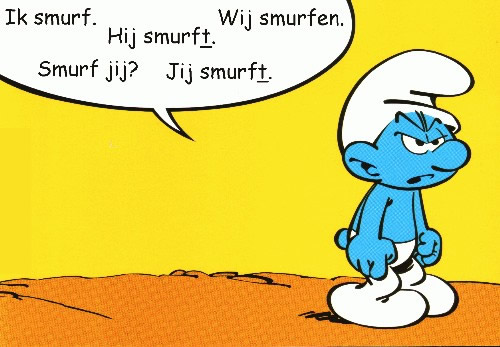 Ik smurf. Wij smurfen.
Hij smurft.
Smurf jij? Jij smurft.